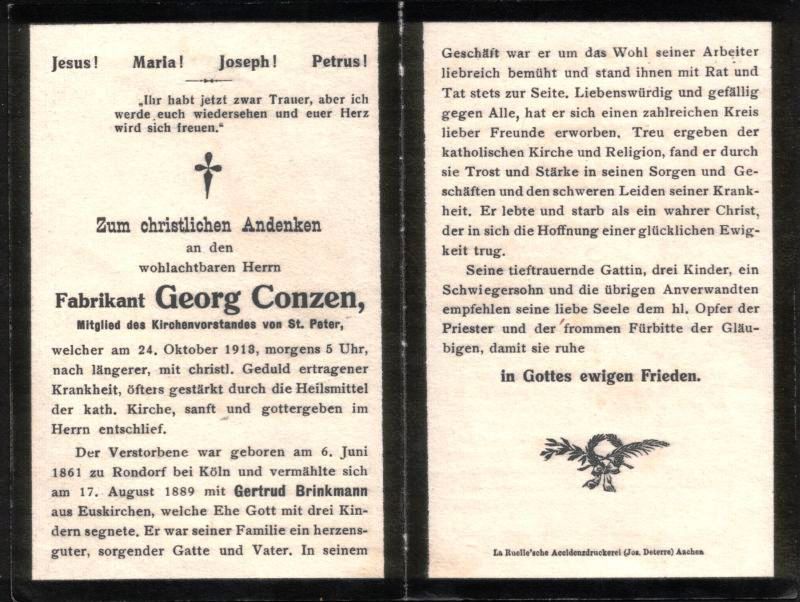 Jesus! Maria! Joseph! Petrus!
„Ihr habt jetzt zwar Trauer, aber ich
werde euch wiedersehen und euer Herz
wird sich freuen.“
Zum christlichen Andenken
an den
wohlachtbaren Herrn
Fabrikant Georg Conzen,
Mitglied des Kirchenvorstandes von St. Peter,
welcher am 24. Oktober 1913, morgens 5 Uhr,
nach längerer, mit christl. Geduld ertragener
Krankheit, öfters gestärkt durch die Heilsmittel
der kath. Kirche, sanft und gottergeben im
Herrn entschlief.
Der Verstorbene war geboren am 6. Juni
1861 zu Rondorf bei Köln und vermählte sich
am 17. August 1889 mit Gertrud Brinkmann
aus Euskirchen, welche Ehe Gott mit drei Kin-
dern segnete. Er war seiner Familie ein herzens-
guter, sorgender Gatte und Vater. In seinem
Geschäft war er um das Wohl seiner Arbeiter
liebreich bemüht und stand ihnen mit Rat und
Tat stets zur Seite. Liebenswürdig und gefällig
gegen Alle, hat er sich einen zahlreichen Kreis
lieber Freunde erworben. Treu ergeben der
katholischen Kirche und Religion, fand er durch
sie Trost und Stärke in seinen Sorgen und Ge-
schäften und den schweren Leiden seiner Krank-
heit. Er lebte und starb als ein wahrer Christ,
der in sich die Hoffnung einer glücklichen Ewig-
keit trug.
Seine tieftrauernde Gattin, drei Kinder, ein
Schwiegersohn und die übrigen Anverwandten
empfehlen seine liebe Seele dem hl. Opfer der
Priester und der frommen Fürbitte der Gläu-
bigen, damit sie ruhe
in Gottes ewigen Frieden.
La Ruelle'sche Accidenzdruckerei (Jos. Deterre) Aachen